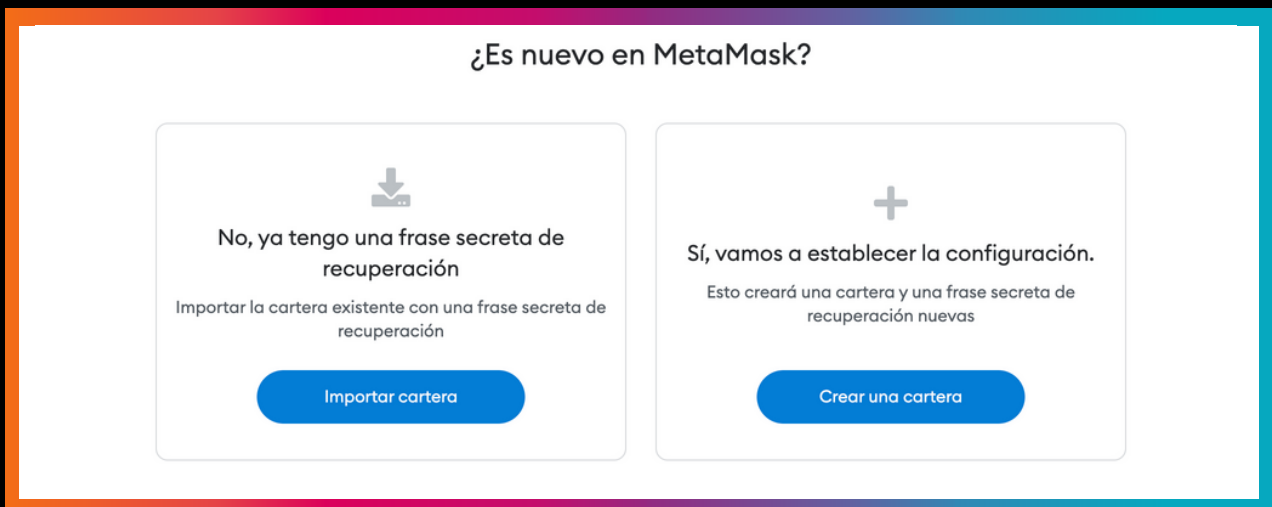 ¿Es nuevo en MetaMask?
No, ya tengo una frase secreta de
recuperación
Importar la cartera existente con una frase secreta de
recuperación
Importar cartera
Sí, vamos a establecer la configuración.
Esto creará una cartera y una frase secreta de
recuperación nuevas
Crear una cartera